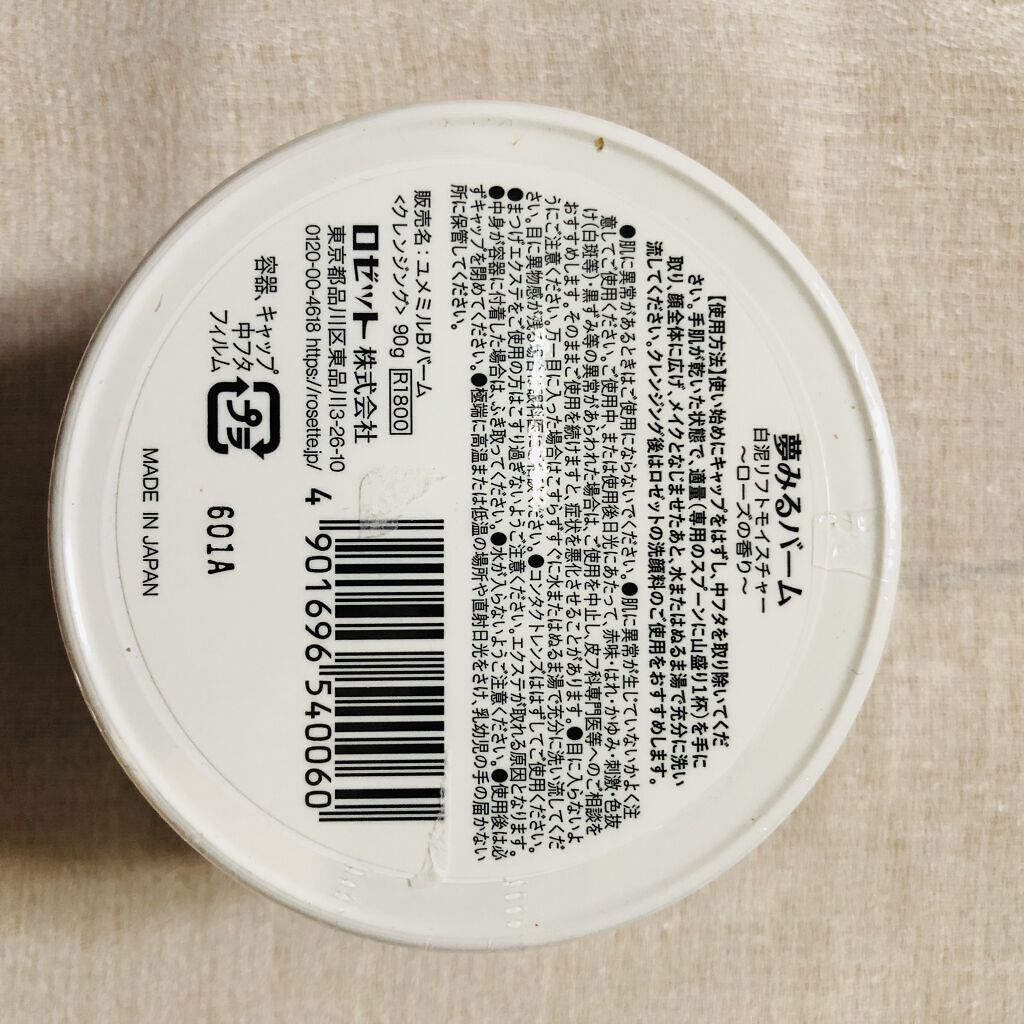 夢みるバーム
白泥リフトモイスチャー
～ローズの香り～
【使用方法】使い始めにキャップをはずし、中フタを取り除いてくだ
さい。手肌が乾いた状態で、適量(専用のスプーンに山盛り1杯)を手に
取り、顔全体に広げ、メイクとなじませたあと、水またはぬるま湯で充分に洗い
流してください。クレンジング後はロゼットの洗顔料のご使用をおすすめします。
●肌に異常があるときはご使用にならないでください。●肌に異常が生じていないかよく注
意してご使用ください。ご使用中、または使用後日光にあたって、赤味・はれ・かゆみ・刺激・色抜
け(白斑等)・黒ずみ等の異常があらわれた場合は、ご使用を中止し、皮フ科専門医等へのご相談を
おすすめします。そのままご使用を続けますと、症状を悪化させることがあります。●目に入らないよ
うにご注意ください。万一目に入った場合はこすらずすぐに水またはぬるま湯で充分に洗い流してくだ
さい。目に異物感が残る場合は眼科医にご相談ください。●コンタクトレンズははずしてご使用ください。
●まつげエクステをご使用の方はこすり過ぎないようご注意ください。エクステが取れる原因となります。
●中身が容器に付着した場合は、ふき取ってください。●水が入らないようご注意ください。●使用後は必
ずキャップを閉めてください。●極端に高温または低温の場所や直射日光をさけ、乳幼児の手の届かない
所に保管してください。
販売名：ユメミルBバーム
<クレンジング> 90g R1800
ロゼット 株式会社
東京都品川区東品川3-26-10
0120-00-4618 https://rosette.jp/
4 901696 540060
容器、キャップ
中フタ
フィルム
プラ
601A
MADE IN JAPAN